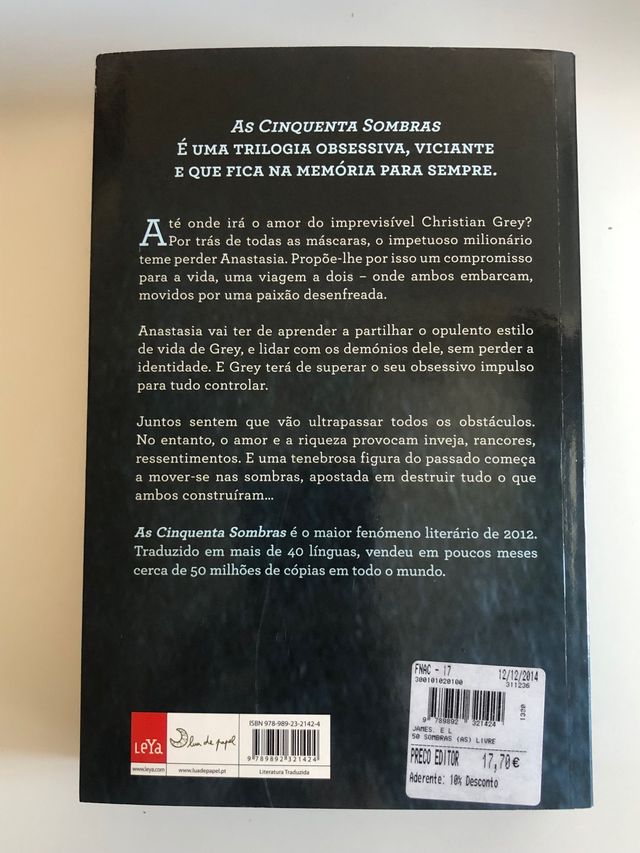 As Cinquenta Sombras
É uma trilogia obsessiva, viciante
e que fica na memória para sempre.
Até onde irá o amor do imprevisível Christian Grey?
Por trás de todas as máscaras, o impetuoso milionário
teme perder Anastasia. Propõe-lhe por isso um compromisso
para a vida, uma viagem a dois – onde ambos embarcam,
movidos por uma paixão desenfreada.
Anastasia vai ter de aprender a partilhar o opulento estilo
de vida de Grey, e lidar com os demónios dele, sem perder a
identidade. E Grey terá de superar o seu obsessivo impulso
para tudo controlar.
Juntos sentem que vão ultrapassar todos os obstáculos.
No entanto, o amor e a riqueza provocam inveja, rancores,
ressentimentos. E uma tenebrosa figura do passado começa
a mover-se nas sombras, apostada em destruir tudo o que
ambos construíram...
As Cinquenta Sombras é o maior fenómeno literário de 2012.
Traduzido em mais de 40 línguas, vendeu em poucos meses
cerca de 50 milhões de cópias em todo o mundo.
LeYa
www.leya.com
lua de papel
www.luadepapel.pt
ISBN 978-989-23-2142-4
9 789892 321424
Literatura Traduzida
FNAC - 17 12/12/2014
300101020100 311236
1330
9 789892 321424
JAMES, E L
50 SOMBRAS (AS) LIVRE
PRECO EDITOR 17,70€
Aderente: 10% Desconto